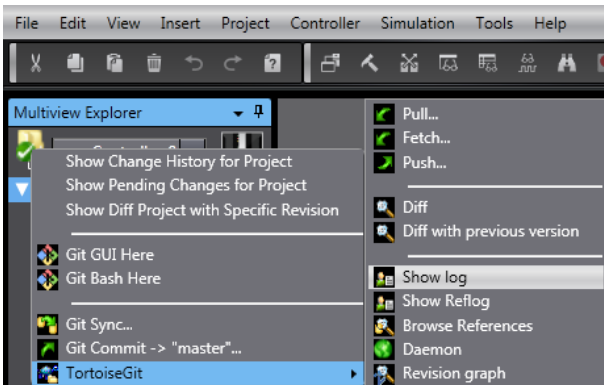 File Edit View Insert Project Controller Simulation Tools Help
Multiview Explorer
Show Change History for Project
Show Pending Changes for Project
Show Diff Project with Specific Revision
Git GUI Here
Git Bash Here
Git Sync...
Git Commit -> "master"...
TortoiseGit
Pull...
Fetch...
Push...
Diff
Diff with previous version
Show log
Show Reflog
Browse References
Daemon
Revision graph